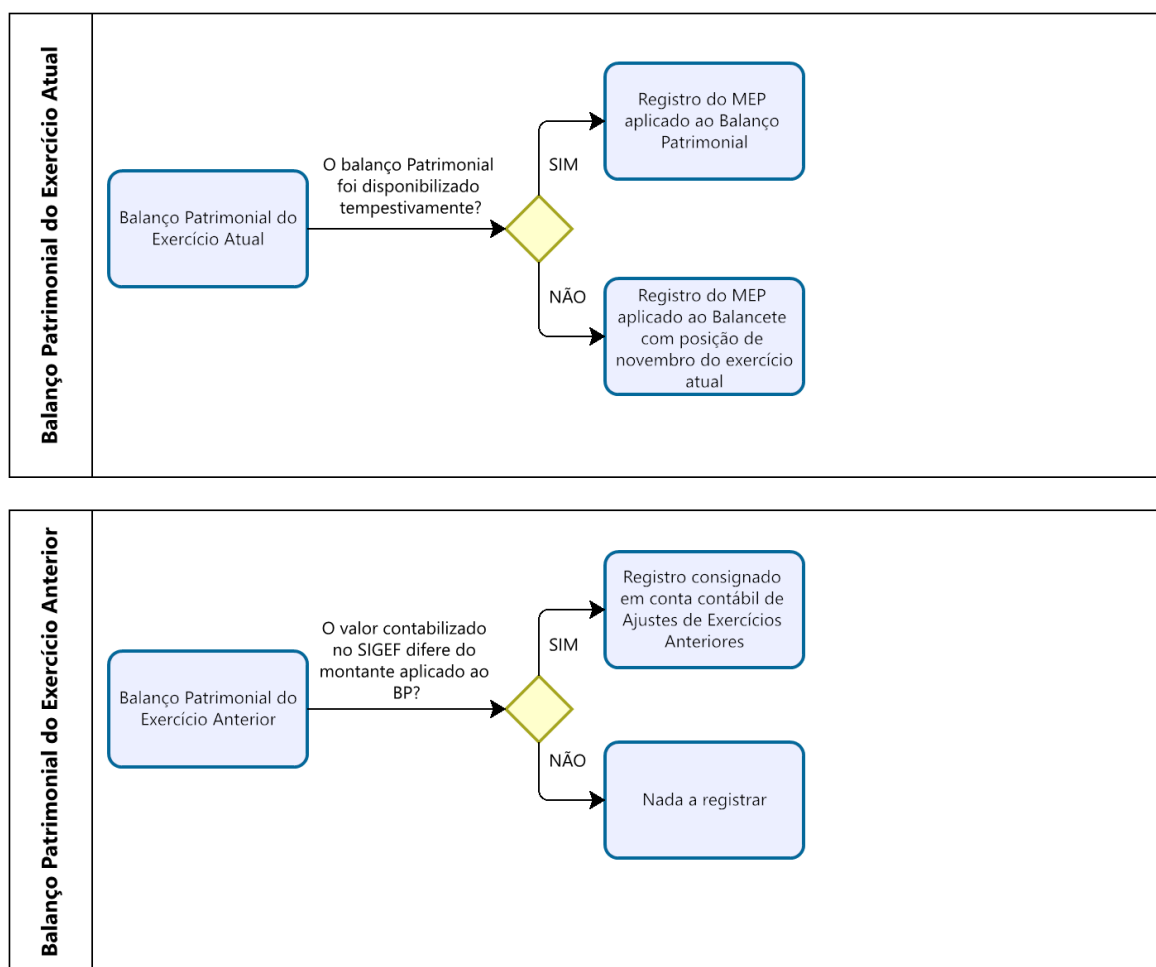 Balanço Patrimonial do Exercício Atual
Balanço Patrimonial do
Exercício Atual
O balanço Patrimonial
foi disponibilizado
tempestivamente?
SIM
Registro do MEP
aplicado ao Balanço
Patrimonial
NÃO
Registro do MEP
aplicado ao Balancete
com posição de
novembro do exercício
atual
Balanço Patrimonial do Exercício Anterior
Balanço Patrimonial do
Exercício Anterior
O valor contabilizado
no SIGEF difere do
montante aplicado ao
BP?
SIM
Registro consignado
em conta contábil de
Ajustes de Exercícios
Anteriores
NÃO
Nada a registrar